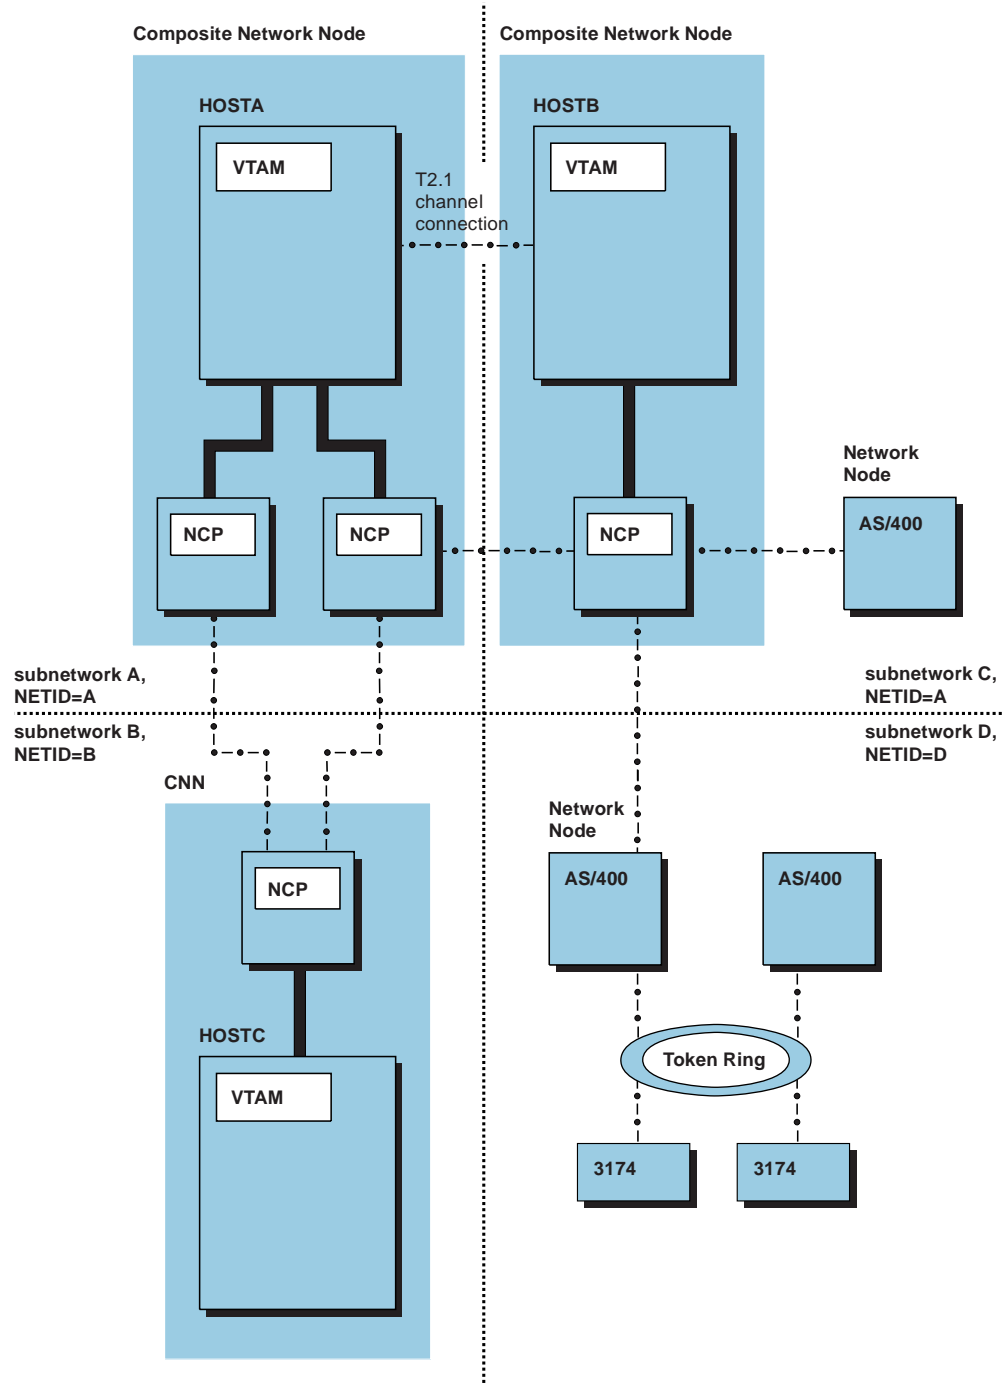 Composite Network Node
Composite Network Node
HOSTA
HOSTB
VTAM
VTAM
T2.1
channel
connection
Network
Node
NCP
NCP
NCP
AS/400
subnetwork A,
NETID=A
subnetwork C,
NETID=A
subnetwork B,
NETID=B
subnetwork D,
NETID=D
CNN
Network
Node
NCP
AS/400
AS/400
HOSTC
VTAM
Token Ring
3174
3174